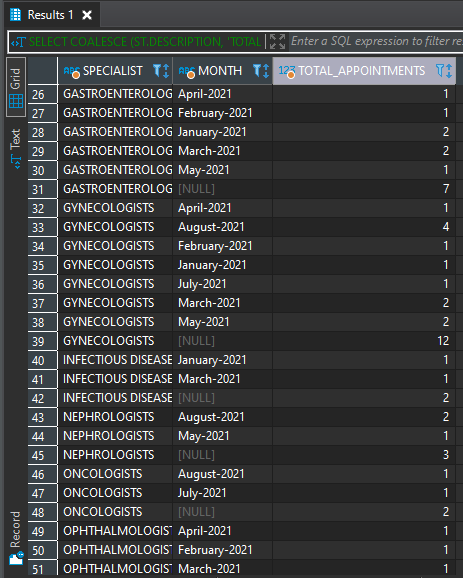 Results 1
SELECT COALESCE (ST.DESCRIPTION, 'TOTAL Enter a SQL expression to filter re
Grid
Text
Record
ABC SPECIALIST ABC MONTH 123 TOTAL_APPOINTMENTS
26 GASTROENTEROLOG April-2021 1
27 GASTROENTEROLOG February-2021 1
28 GASTROENTEROLOG January-2021 2
29 GASTROENTEROLOG March-2021 2
30 GASTROENTEROLOG May-2021 1
31 GASTROENTEROLOG [NULL] 7
32 GYNECOLOGISTS April-2021 1
33 GYNECOLOGISTS August-2021 4
34 GYNECOLOGISTS February-2021 1
35 GYNECOLOGISTS January-2021 1
36 GYNECOLOGISTS July-2021 1
37 GYNECOLOGISTS March-2021 2
38 GYNECOLOGISTS May-2021 2
39 GYNECOLOGISTS [NULL] 12
40 INFECTIOUS DISEASE January-2021 1
41 INFECTIOUS DISEASE March-2021 1
42 INFECTIOUS DISEASE [NULL] 2
43 NEPHROLOGISTS August-2021 2
44 NEPHROLOGISTS May-2021 1
45 NEPHROLOGISTS [NULL] 3
46 ONCOLOGISTS August-2021 1
47 ONCOLOGISTS July-2021 1
48 ONCOLOGISTS [NULL] 2
49 OPHTHALMOLOGIST April-2021 1
50 OPHTHALMOLOGIST February-2021 1
51 OPHTHALMOLOGIST March-2021 1